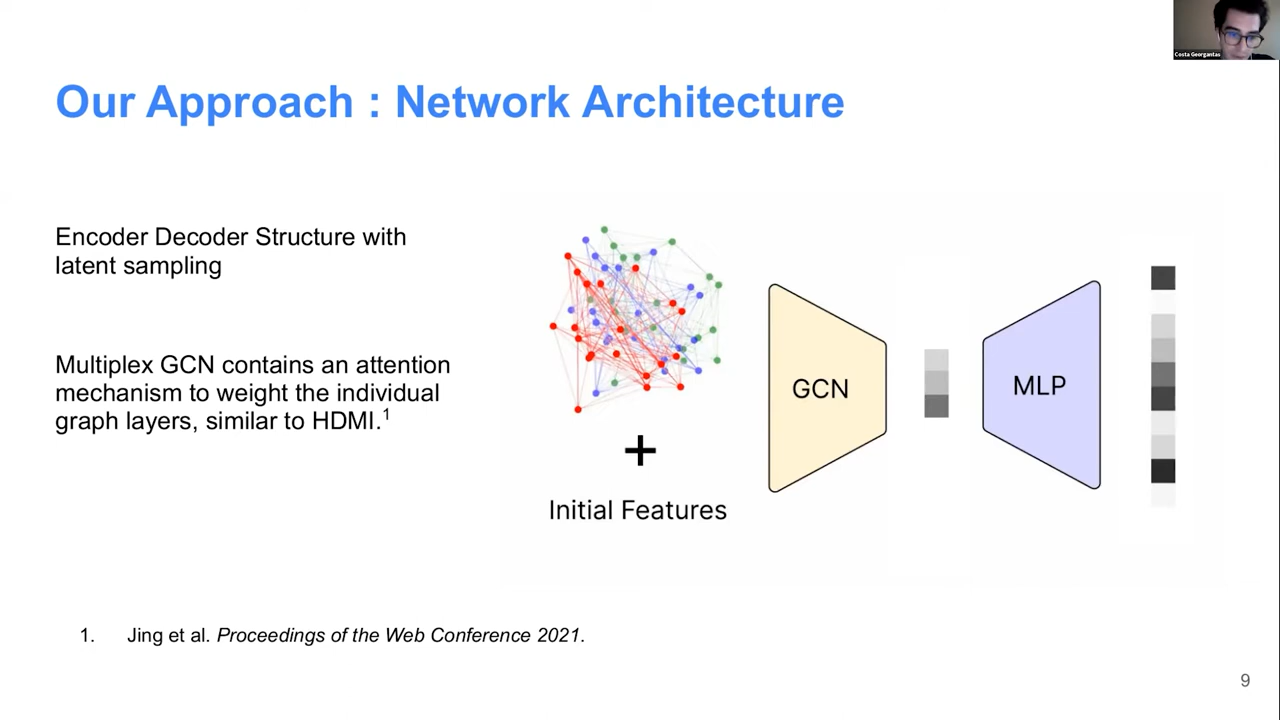 Costa Georgantas
Our Approach : Network Architecture
Encoder Decoder Structure with
latent sampling
Multiplex GCN contains an attention
mechanism to weight the individual
graph layers, similar to HDMI.1
GCN
MLP
+
Initial Features
1. Jing et al. Proceedings of the Web Conference 2021.
9